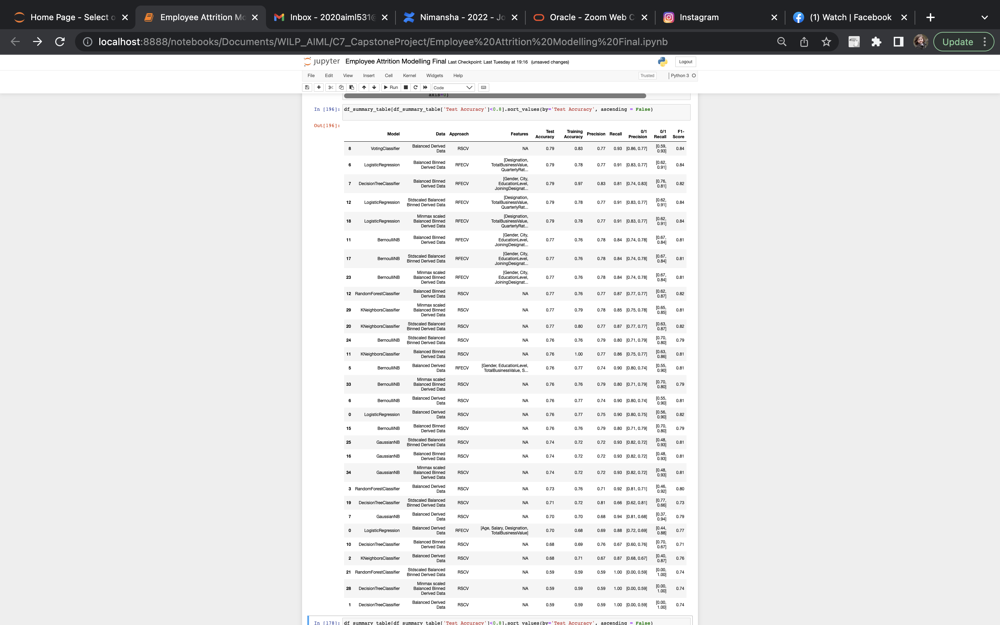 Home Page - Select o
Employee Attrition Mo
Inbox - 2020aiml531@
Nimansha - 2022 - Jo
Oracle - Zoom Web C
Instagram
(1) Watch | Facebook
localhost:8888/notebooks/Documents/WILP_AIML/C7_CapstoneProject/Employee%20Attrition%20Modelling%20Final.ipynb
Update
jupyter Employee Attrition Modelling Final Last Checkpoint: Last Tuesday at 19:16 (unsaved changes)
Logout
File Edit View Insert Cell Kernel Widgets Help
Trusted
Python 3
Run
Code
axis=0)
In [196]: df_summary_table[df_summary_table['Test Accuracy']<0.8].sort_values(by='Test Accuracy', ascending = False)
Out[196]:
Model Data Approach Features Test Accuracy Training Accuracy Precision Recall 0/1 Precision 0/1 Recall F1-Score
8 VotingClassifier Balanced Derived Data RSCV NA 0.79 0.83 0.77 0.93 [0.86, 0.77] [0.59, 0.93] 0.84
6 LogisticRegression Balanced Binned Derived Data RFECV [Designation, TotalBusinessValue, QuarterlyRat... 0.79 0.78 0.77 0.91 [0.83, 0.77] [0.62, 0.91] 0.84
7 DecisionTreeClassifier Balanced Binned Derived Data RFECV [Gender, City, EducationLevel, JoiningDesignat... 0.79 0.97 0.83 0.81 [0.74, 0.83] [0.76, 0.81] 0.82
12 LogisticRegression Stdscaled Balanced Binned Derived Data RFECV [Designation, TotalBusinessValue, QuarterlyRat... 0.79 0.78 0.77 0.91 [0.83, 0.77] [0.62, 0.91] 0.84
18 LogisticRegression Minmax scaled Balanced Binned Derived Data RFECV [Designation, TotalBusinessValue, QuarterlyRat... 0.79 0.78 0.77 0.91 [0.83, 0.77] [0.62, 0.91] 0.84
11 BernoulliNB Balanced Binned Derived Data RFECV [Gender, City, EducationLevel, JoiningDesignat... 0.77 0.76 0.78 0.84 [0.74, 0.78] [0.67, 0.84] 0.81
17 BernoulliNB Stdscaled Balanced Binned Derived Data RFECV [Gender, City, EducationLevel, JoiningDesignat... 0.77 0.76 0.78 0.84 [0.74, 0.78] [0.67, 0.84] 0.81
23 BernoulliNB Minmax scaled Balanced Binned Derived Data RFECV [Gender, City, EducationLevel, JoiningDesignat... 0.77 0.76 0.78 0.84 [0.74, 0.78] [0.67, 0.84] 0.81
12 RandomForestClassifier Balanced Binned Derived Data RSCV NA 0.77 0.76 0.77 0.87 [0.77, 0.77] [0.62, 0.87] 0.82
29 KNeighborsClassifier Minmax scaled Balanced Binned Derived Data RSCV NA 0.77 0.79 0.78 0.85 [0.75, 0.78] [0.65, 0.85] 0.81
20 KNeighborsClassifier Stdscaled Balanced Binned Derived Data RSCV NA 0.77 0.80 0.77 0.87 [0.77, 0.77] [0.63, 0.87] 0.82
24 BernoulliNB Stdscaled Balanced Binned Derived Data RSCV NA 0.76 0.76 0.79 0.80 [0.71, 0.79] [0.70, 0.80] 0.79
11 KNeighborsClassifier Balanced Binned Derived Data RSCV NA 0.76 1.00 0.77 0.86 [0.75, 0.77] [0.63, 0.86] 0.81
5 BernoulliNB Balanced Derived Data RFECV [Gender, EducationLevel, TotalBusinessValue, S... 0.76 0.77 0.74 0.90 [0.80, 0.74] [0.55, 0.90] 0.81
33 BernoulliNB Minmax scaled Balanced Binned Derived Data RSCV NA 0.76 0.76 0.79 0.80 [0.71, 0.79] [0.70, 0.80] 0.79
6 BernoulliNB Balanced Derived Data RSCV NA 0.76 0.77 0.74 0.90 [0.80, 0.74] [0.55, 0.90] 0.81
0 LogisticRegression Balanced Derived Data RSCV NA 0.76 0.77 0.75 0.90 [0.80, 0.75] [0.56, 0.90] 0.82
15 BernoulliNB Balanced Binned Derived Data RSCV NA 0.76 0.76 0.79 0.80 [0.71, 0.79] [0.70, 0.80] 0.79
25 GaussianNB Stdscaled Balanced Binned Derived Data RSCV NA 0.74 0.72 0.72 0.93 [0.82, 0.72] [0.48, 0.93] 0.81
16 GaussianNB Balanced Binned Derived Data RSCV NA 0.74 0.72 0.72 0.93 [0.82, 0.72] [0.48, 0.93] 0.81
34 GaussianNB Minmax scaled Balanced Binned Derived Data RSCV NA 0.74 0.72 0.72 0.93 [0.82, 0.72] [0.48, 0.93] 0.81
3 RandomForestClassifier Balanced Derived Data RSCV NA 0.73 0.76 0.71 0.92 [0.81, 0.71] [0.46, 0.92] 0.80
19 DecisionTreeClassifier Stdscaled Balanced Binned Derived Data RSCV NA 0.71 0.72 0.81 0.66 [0.62, 0.81] [0.77, 0.66] 0.73
7 GaussianNB Balanced Derived Data RSCV NA 0.70 0.70 0.68 0.94 [0.81, 0.68] [0.37, 0.94] 0.79
0 LogisticRegression Balanced Derived Data RFECV [Age, Salary, Designation, TotalBusinessValue] 0.70 0.68 0.69 0.88 [0.72, 0.69] [0.44, 0.88] 0.77
10 DecisionTreeClassifier Balanced Binned Derived Data RSCV NA 0.68 0.69 0.76 0.67 [0.60, 0.76] [0.70, 0.67] 0.71
2 KNeighborsClassifier Balanced Derived Data RSCV NA 0.68 0.71 0.67 0.87 [0.68, 0.67] [0.40, 0.87] 0.76
21 RandomForestClassifier Stdscaled Balanced Binned Derived Data RSCV NA 0.59 0.59 0.59 1.00 [0.00, 0.59] [0.00, 1.00] 0.74
28 DecisionTreeClassifier Minmax scaled Balanced Binned Derived Data RSCV NA 0.59 0.59 0.59 1.00 [0.00, 0.59] [0.00, 1.00] 0.74
1 DecisionTreeClassifier Balanced Derived Data RSCV NA 0.59 0.59 0.59 1.00 [0.00, 0.59] [0.00, 1.00] 0.74
In [178]: df_summary_table[df_summary_table['Test Accuracy']<0.8].sort_values(by='Test Accuracy', ascending = False)